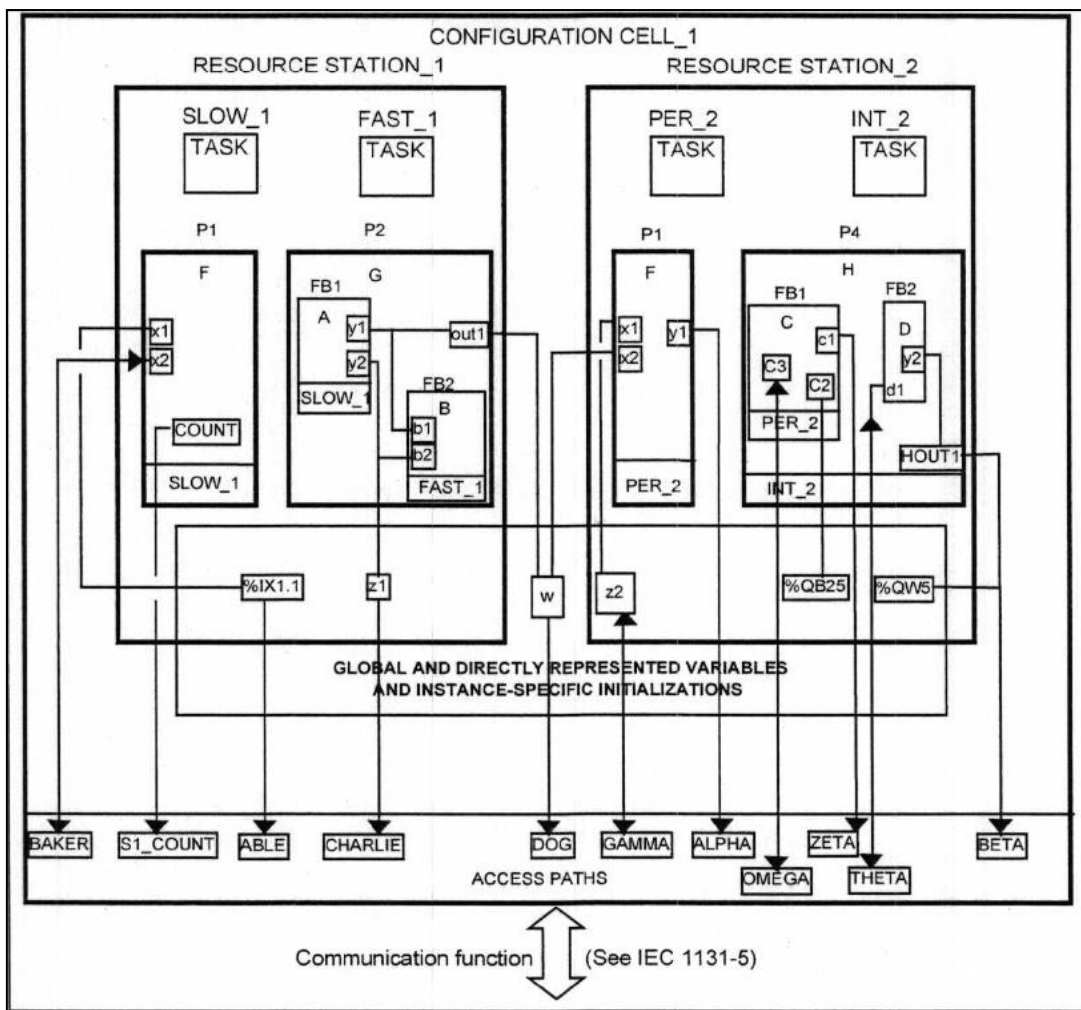 CONFIGURATION CELL_1
RESOURCE STATION_1
RESOURCE STATION_2
SLOW_1
FAST_1
PER_2
INT_2
TASK
TASK
TASK
TASK
P1
P2
P1
P4
F
G
F
H
FB1
FB1
FB2
A
C
D
x1
y1
out1
x1
y1
c1
y2
x2
y2
x2
C3
C2
d1
FB2
SLOW_1
B
COUNT
b1
PER_2
b2
HOUT1
SLOW_1
FAST_1
PER_2
INT_2
%IX1.1
z1
w
z2
%QB25
%QW5
GLOBAL AND DIRECTLY REPRESENTED VARIABLES
AND INSTANCE-SPECIFIC INITIALIZATIONS
BAKER
S1_COUNT
ABLE
CHARLIE
DOG
GAMMA
ALPHA
ZETA
BETA
ACCESS PATHS
OMEGA
THETA
Communication function
(See IEC 1131-5)